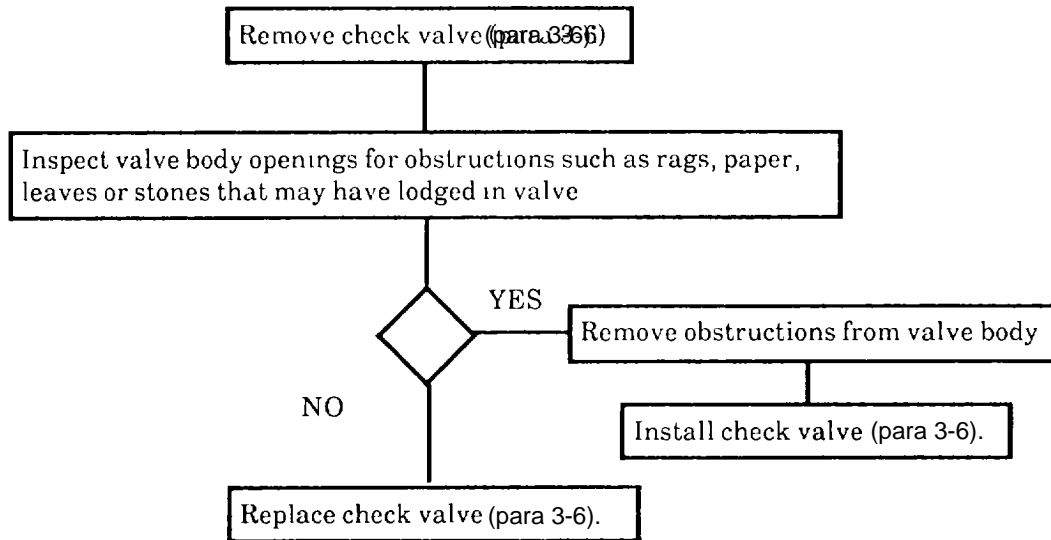 Remove check valve (para 3-6)
Inspect valve body openings for obstructions such as rags, paper,
leaves or stones that may have lodged in valve
YES
Remove obstructions from valve body
NO
Install check valve (para 3-6).
Replace check valve (para 3-6).